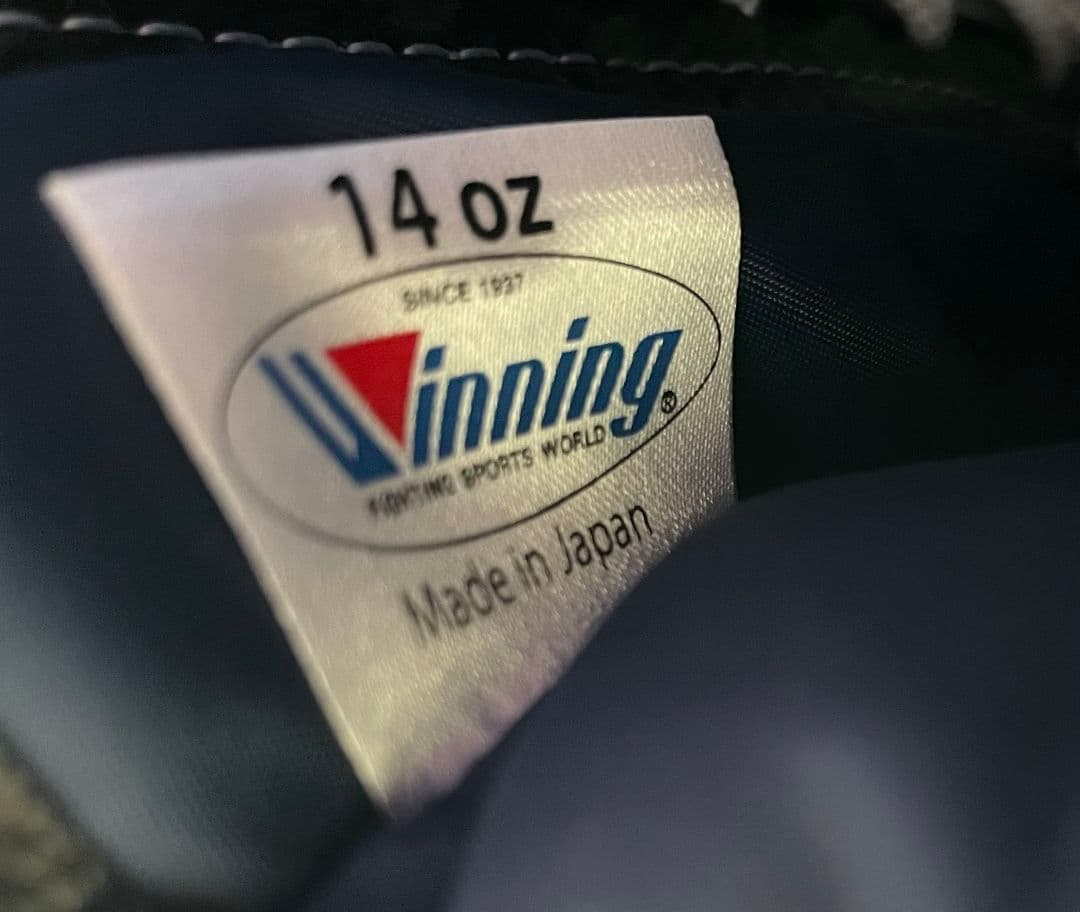 14 oz
SINCE 1937
Winning®
FIGHTING SPORTS WORLD
Made in Japan